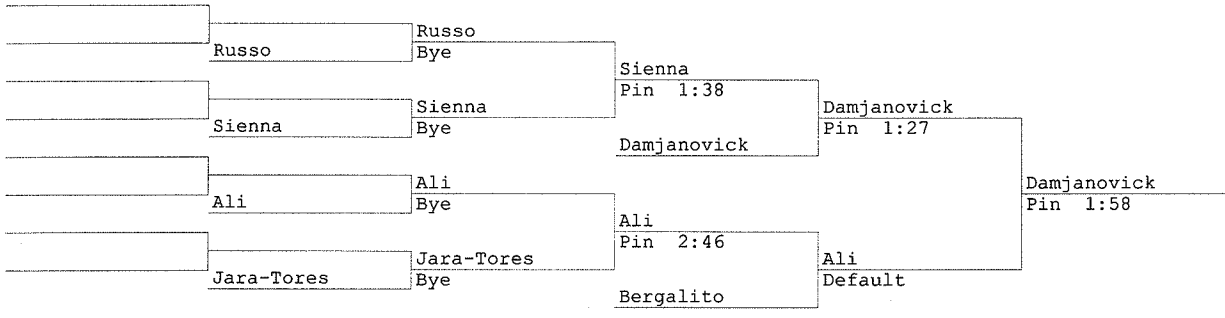 Russo
Russo
Bye
Sienna
Pin 1:38
Sienna
Sienna
Bye
Damjanovick
Pin 1:27
Damjanovick
Ali
Ali
Bye
Damjanovick
Pin 1:58
Ali
Pin 2:46
Jara-Tores
Jara-Tores
Bye
Ali
Default
Bergalito